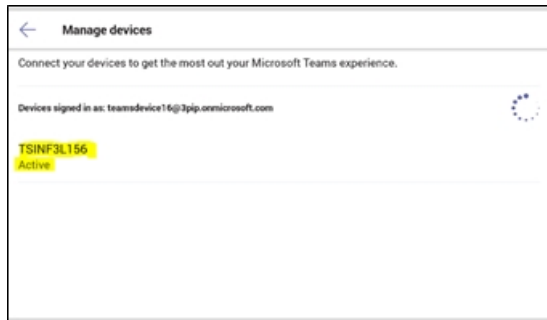 Manage devices
Connect your devices to get the most out your Microsoft Teams experience.
Devices signed in as: teamsdevice16@3pip.onmicrosoft.com
TSINF3L156
Active